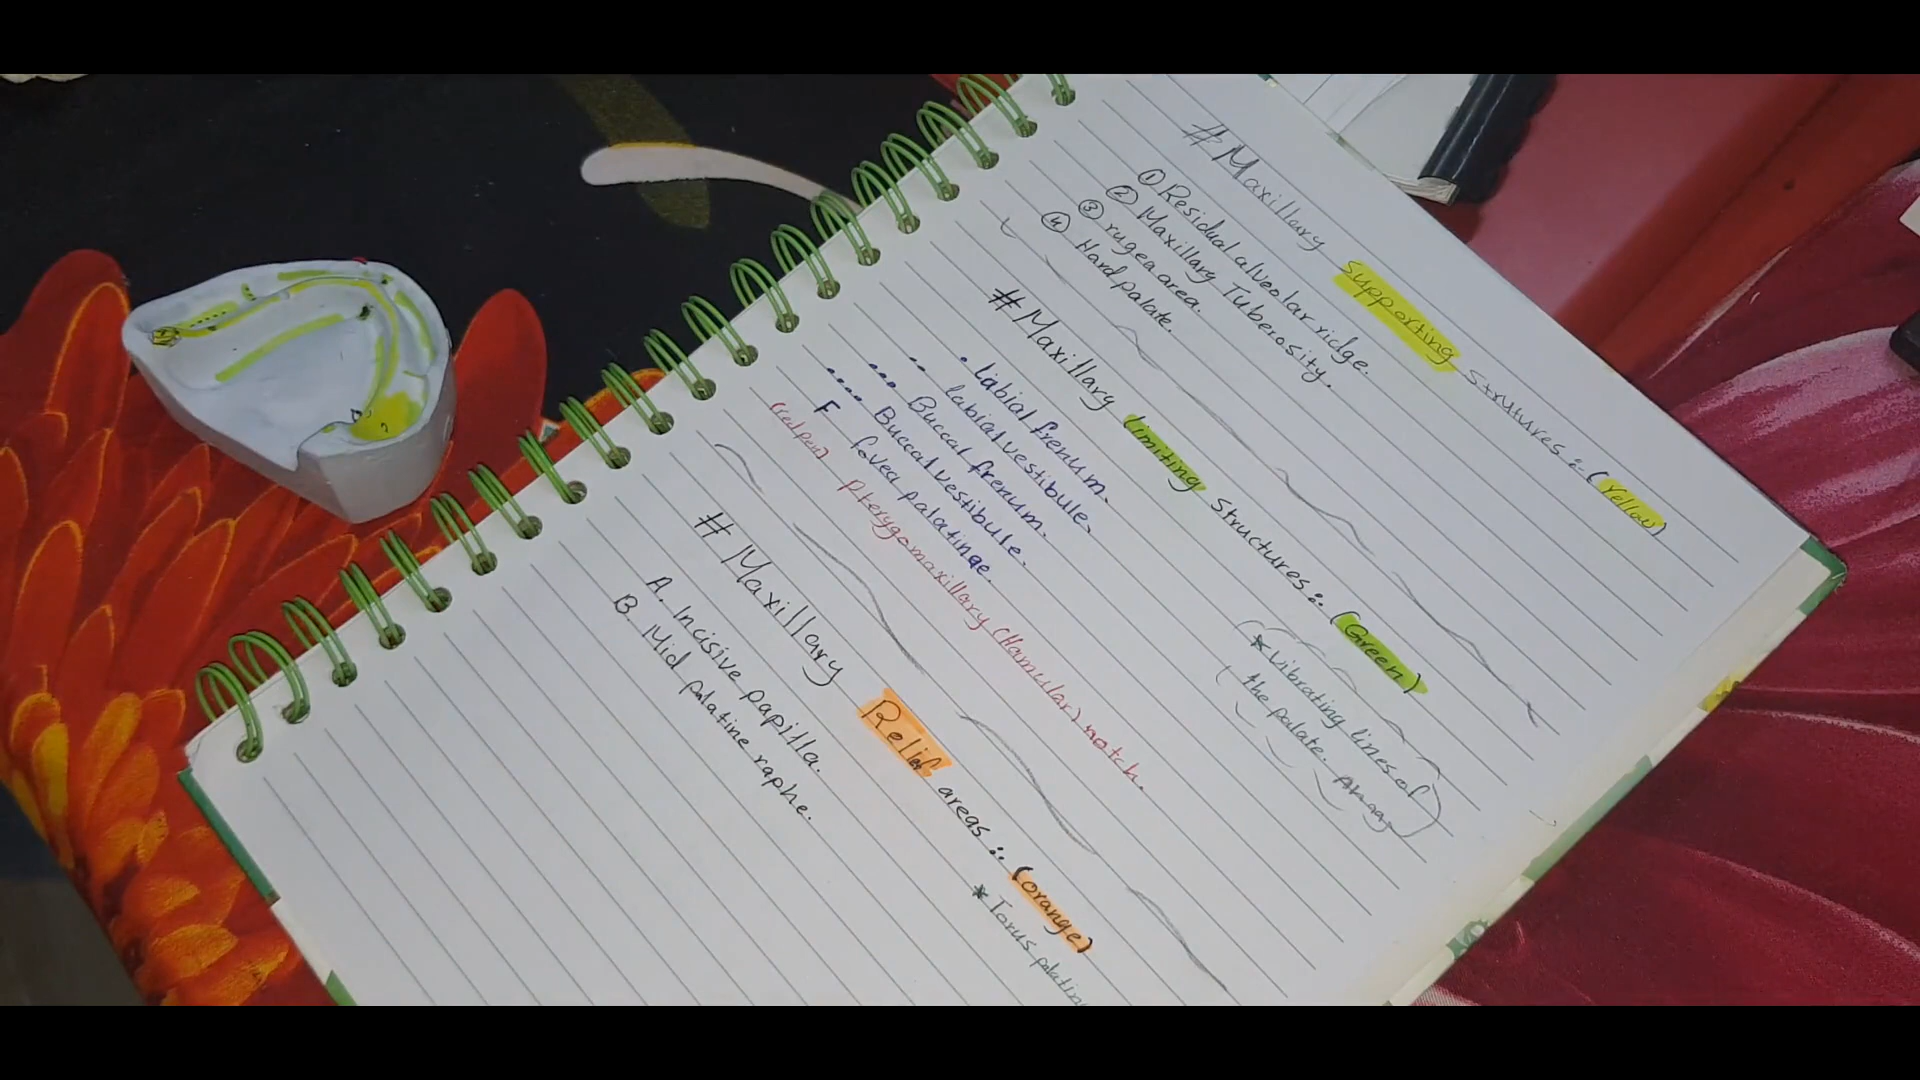 #Maxillary Supporting Strutures :. (Yellow)
① Residual alveolar ridge.
② Maxillary Tuberosity.
③ rugea area.
④ Hard palate.
#Maxillary Limiting Structures :. (Green)
. Labial frenum.
.. labial vestibule.
... Buccal frenum.
.... Buccal vestibule.
F fovea palatinae.
(red pen) Pterygomaxillary (Hamular) notch.
* vibrating lines of
the palate.
# Maxillary Relief areas :. (orange)
A. Incisive papilla.
B. Mid palatine raphe.
* Torus palatin